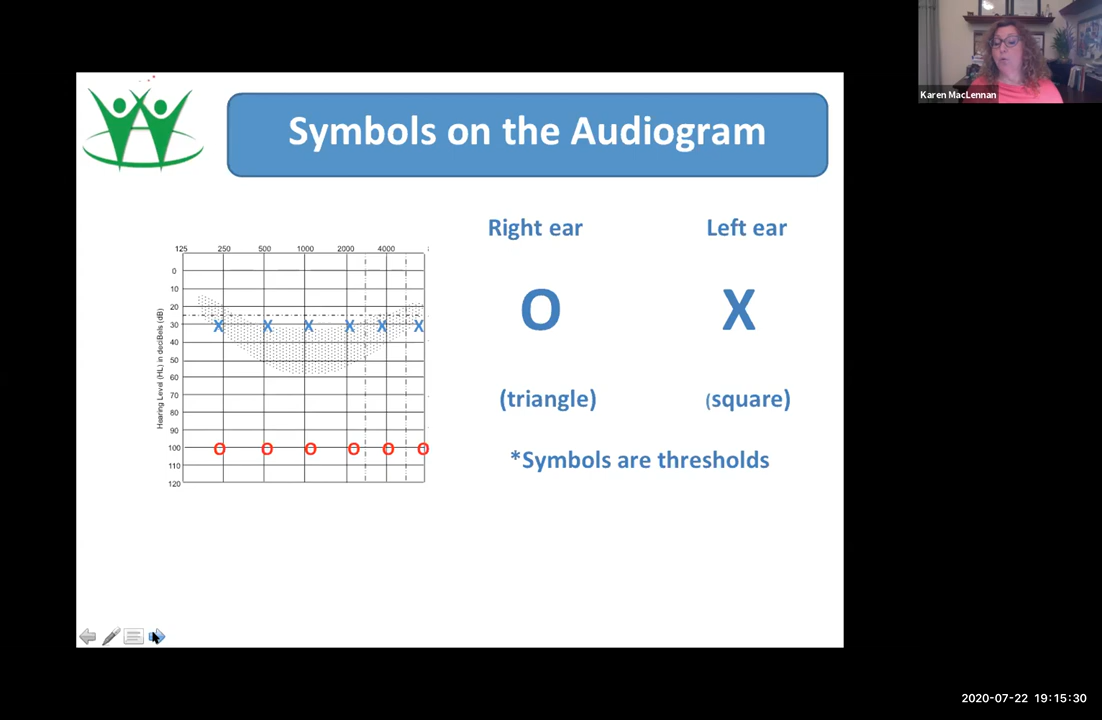 Karen MacLennan
Symbols on the Audiogram
Right ear
Left ear
125 250 500 1000 2000 4000
0
10
20
30
40
50
60
70
80
90
100
110
120
Hearing Level (HL) in deciBels (dB)
X X X X X X
O O O O O O
O
X
(triangle)
(square)
*Symbols are thresholds
2020-07-22 19:15:30